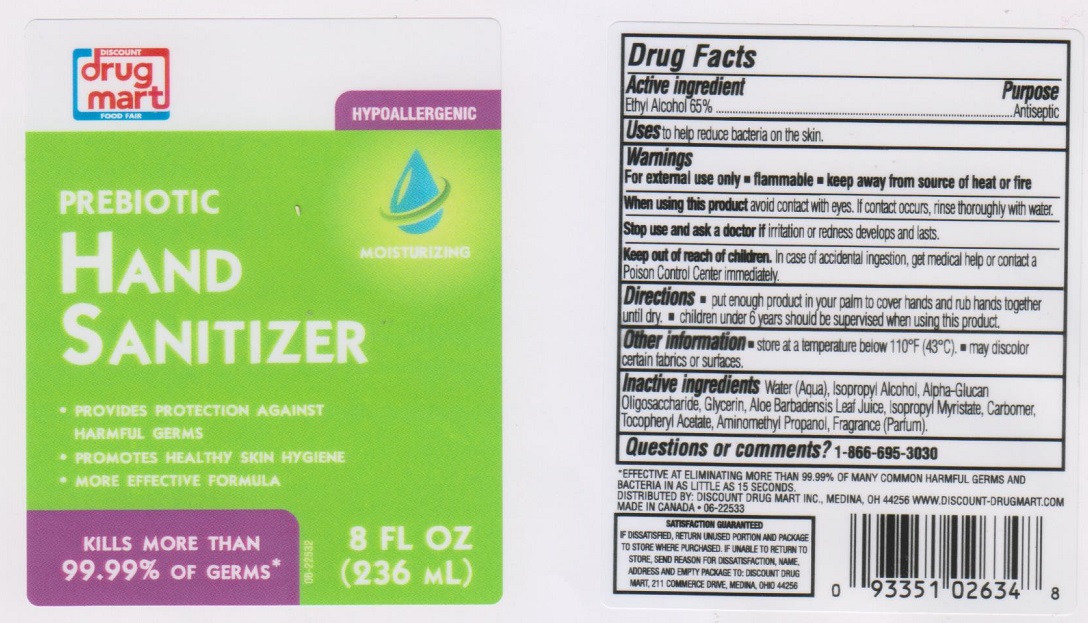 DISCOUNT
drug
mart
FOOD FAIR
HYPOALLERGENIC
PREBIOTIC
MOISTURIZING
HAND
SANITIZER
• PROVIDES PROTECTION AGAINST
HARMFUL GERMS
• PROMOTES HEALTHY SKIN HYGIENE
• MORE EFFECTIVE FORMULA
KILLS MORE THAN
99.99% OF GERMS*
06-22532
8 FL OZ
(236 mL)
Drug Facts
Active ingredient Purpose
Ethyl Alcohol 65% ........ Antiseptic
Uses to help reduce bacteria on the skin.
Warnings
For external use only ▪ flammable ▪ keep away from source of heat or fire
When using this product avoid contact with eyes. If contact occurs, rinse thoroughly with water.
Stop use and ask a doctor if irritation or redness develops and lasts.
Keep out of reach of children. In case of accidental ingestion, get medical help or contact a
Poison Control Center immediately.
Directions ▪ put enough product in your palm to cover hands and rub hands together
until dry. ▪ children under 6 years should be supervised when using this product.
Other information ▪ store at a temperature below 110°F (43°C). ▪ may discolor
certain fabrics or surfaces.
Inactive ingredients Water (Aqua), Isopropyl Alcohol, Alpha-Glucan
Oligosaccharide, Glycerin, Aloe Barbadensis Leaf Juice, Isopropyl Myristate, Carbomer,
Tocopheryl Acetate, Aminomethyl Propanol, Fragrance (Parfum).
Questions or comments? 1-866-695-3030
*EFFECTIVE AT ELIMINATING MORE THAN 99.99% OF MANY COMMON HARMFUL GERMS AND
BACTERIA IN AS LITTLE AS 15 SECONDS.
DISTRIBUTED BY: DISCOUNT DRUG MART INC., MEDINA, OH 44256 WWW.DISCOUNT-DRUGMART.COM
MADE IN CANADA • 06-22533
SATISFACTION GUARANTEED
IF DISSATISFIED, RETURN UNUSED PORTION AND PACKAGE
TO STORE WHERE PURCHASED. IF UNABLE TO RETURN TO
STORE, SEND REASON FOR DISSATISFACTION, NAME,
ADDRESS AND EMPTY PACKAGE TO: DISCOUNT DRUG
MART, 211 COMMERCE DRIVE, MEDINA, OHIO 44256
0 93351 02634 8